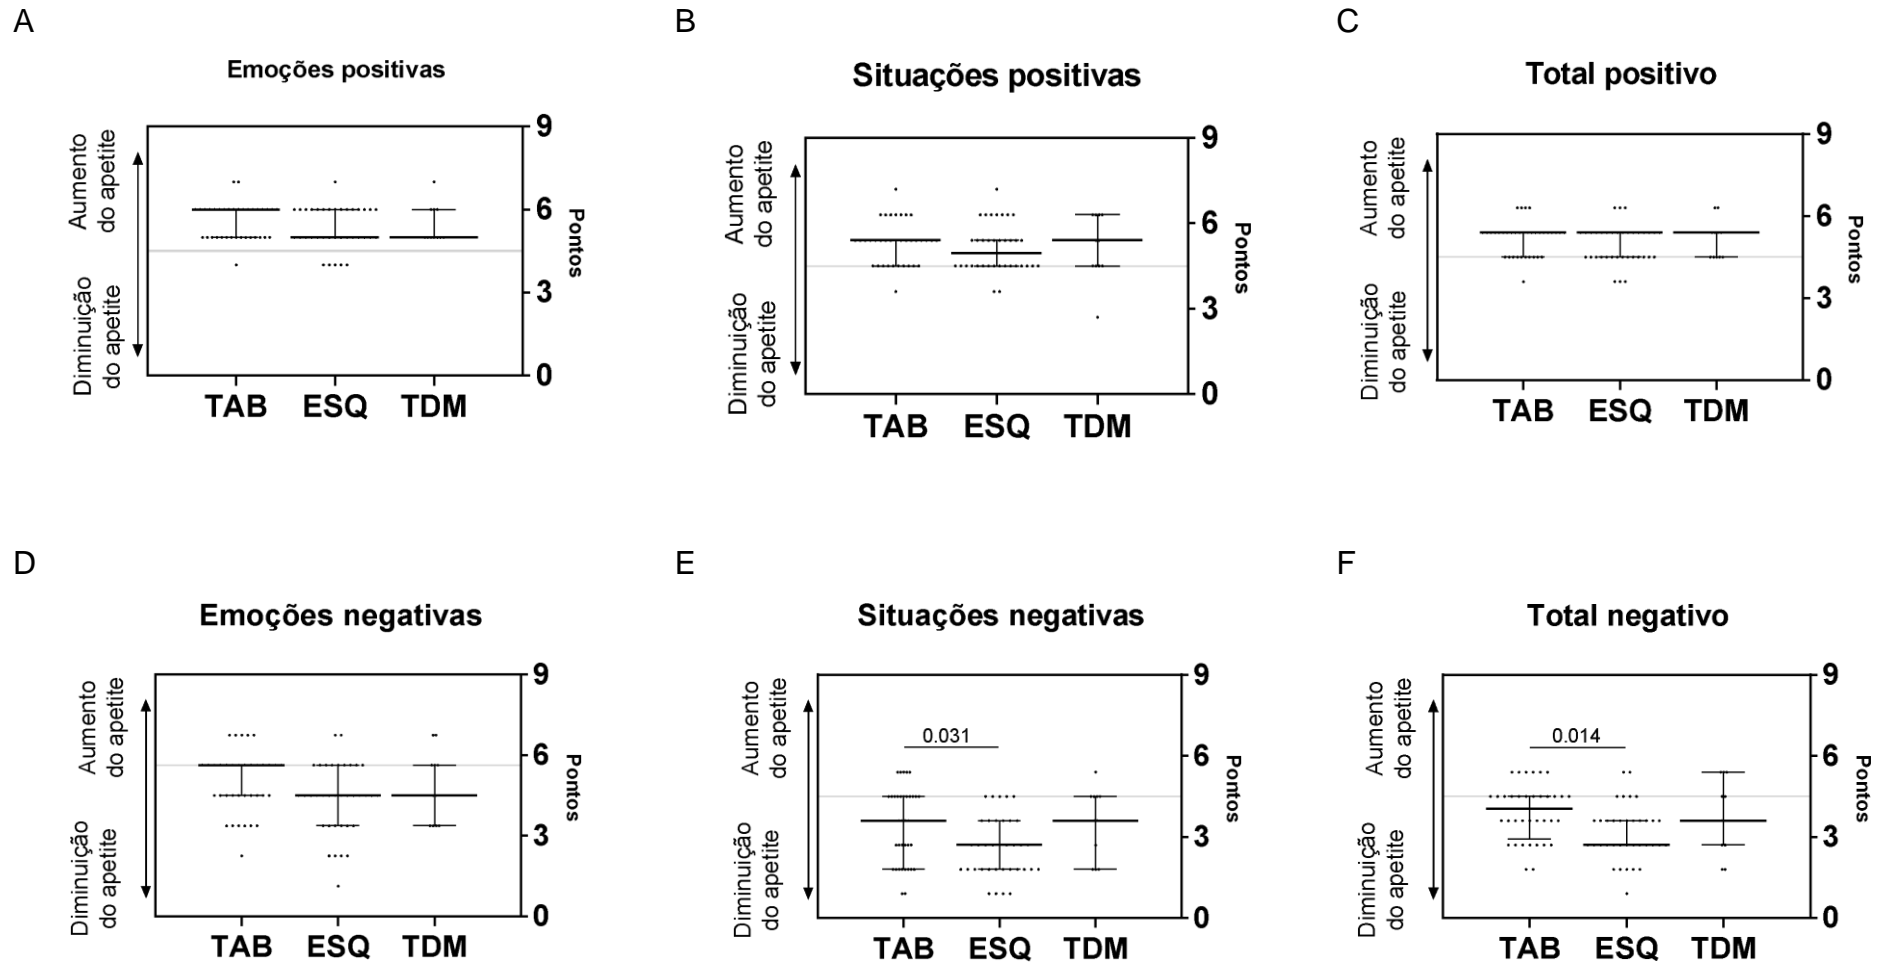 A
Emoções positivas
Aumento
do apetite
Diminuição
do apetite
9
6
3
0
Pontos
TAB ESQ TDM
B
Situações positivas
Aumento
do apetite
Diminuição
do apetite
9
6
3
0
Pontos
TAB ESQ TDM
C
Total positivo
Aumento
do apetite
Diminuição
do apetite
9
6
3
0
Pontos
TAB ESQ TDM
D
Emoções negativas
Aumento
do apetite
Diminuição
do apetite
9
6
3
0
Pontos
TAB ESQ TDM
E
Situações negativas
Aumento
do apetite
Diminuição
do apetite
0.031
9
6
3
0
Pontos
TAB ESQ TDM
F
Total negativo
Aumento
do apetite
Diminuição
do apetite
0.014
9
6
3
0
Pontos
TAB ESQ TDM